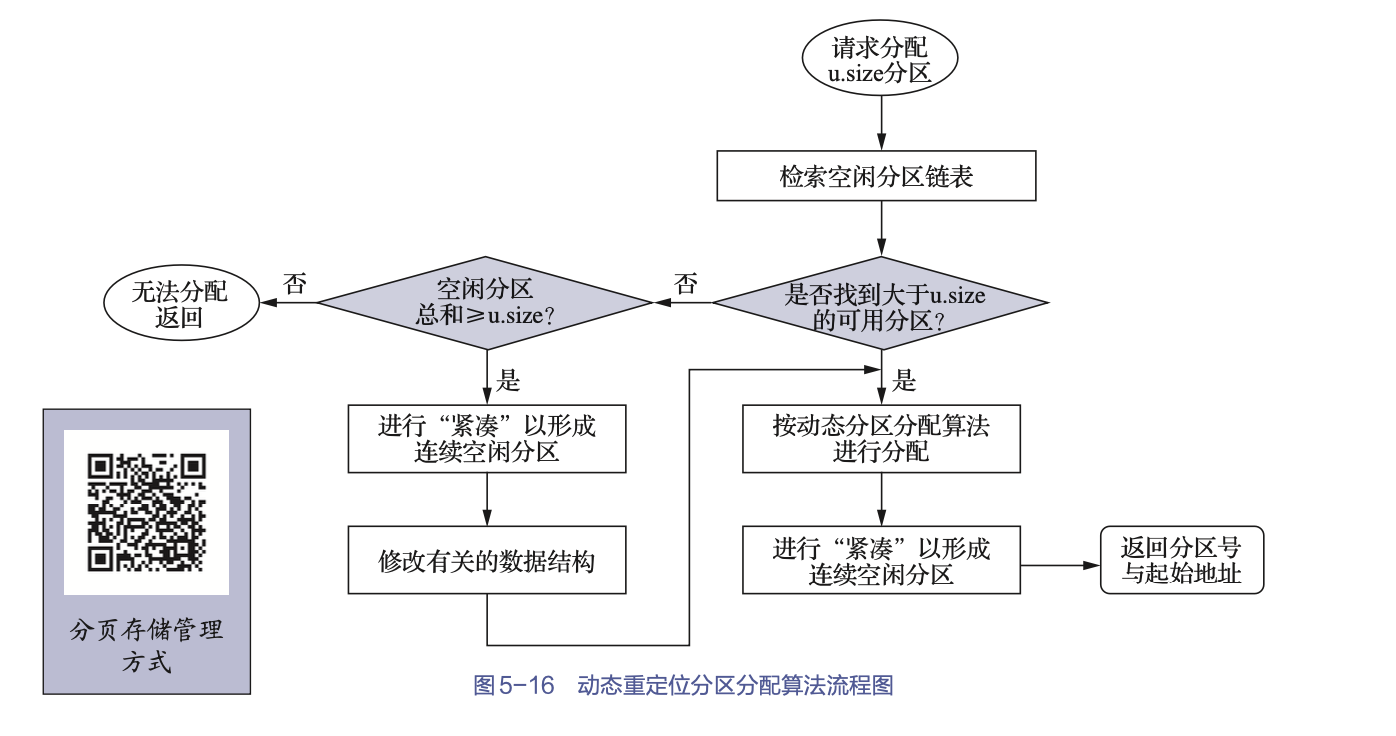 请求分配
u.size分区
检索空闲分区链表
是否找到大于u.size
的可用分区?
否
空闲分区
总和≥u.size?
否
无法分配
返回
是
进行“紧凑”以形成
连续空闲分区
修改有关的数据结构
是
按动态分区分配算法
进行分配
进行“紧凑”以形成
连续空闲分区
返回分区号
与起始地址
分页存储管理
方式
图5-16 动态重定位分区分配算法流程图